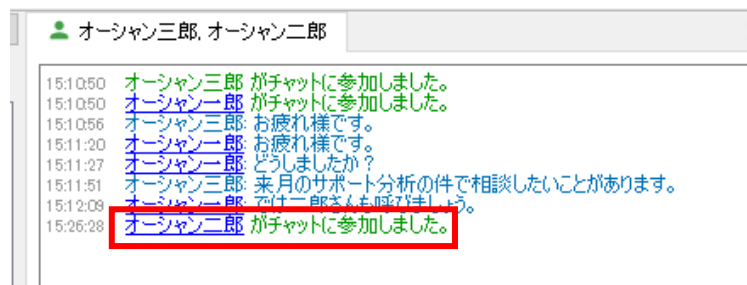 オーシャン三郎, オーシャン二郎
15:10:50 オーシャン三郎 がチャットに参加しました。
15:10:50 オーシャン一郎 がチャットに参加しました。
15:10:56 オーシャン三郎: お疲れ様です。
15:11:20 オーシャン一郎: お疲れ様です。
15:11:27 オーシャン一郎: どうしましたか?
15:11:51 オーシャン三郎: 来月のサポート分析の件で相談したいことがあります。
15:12:09 オーシャン一郎: では二郎さんも呼びましょう。
15:26:28 オーシャン二郎 がチャットに参加しました。